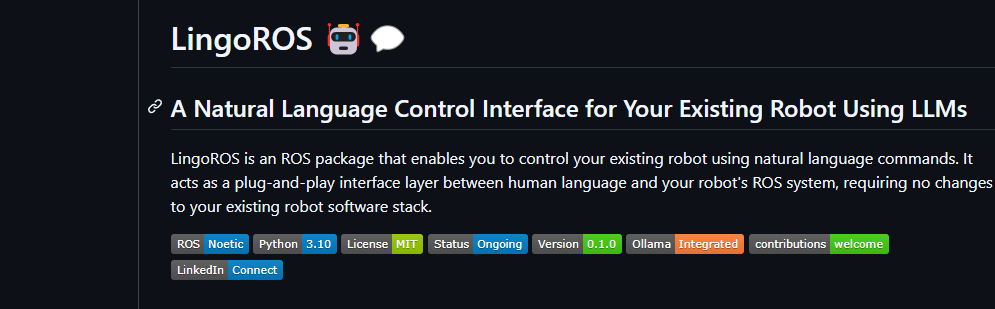 LingoROS 🤖 💬
A Natural Language Control Interface for Your Existing Robot Using LLMs
LingoROS is an ROS package that enables you to control your existing robot using natural language commands. It
acts as a plug-and-play interface layer between human language and your robot's ROS system, requiring no changes
to your existing robot software stack.
ROS Noetic Python 3.10 License MIT Status Ongoing Version 0.1.0 Ollama Integrated contributions welcome
LinkedIn Connect